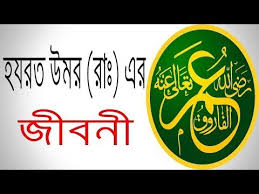 হযরত উমর (রাঃ) এর
জীবনী
رضي الله تعالى عنه
عمر
الفاروق